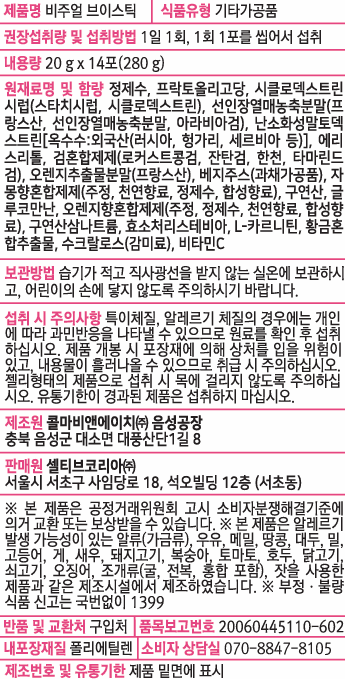 제품명 비주얼 브이스틱 식품유형 기타가공품
권장섭취량 및 섭취방법 1일 1회, 1회 1포를 씹어서 섭취
내용량 20 g x 14포(280 g)
원재료명 및 함량 정제수, 프락토올리고당, 시클로덱스트린
시럽(스타치시럽, 시클로덱스트린), 선인장열매농축분말(프
랑스산, 선인장열매농축분말, 아라비아검), 난소화성말토덱
스트린[옥수수:외국산(러시아, 헝가리, 세르비아 등)], 에리
스리톨, 검혼합제제(로커스트콩검, 잔탄검, 한천, 타마린드
검), 오렌지추출물분말(프랑스산), 베지주스(과채가공품), 자
몽향혼합제제(주정, 천연향료, 정제수, 합성향료), 구연산, 글
루코만난, 오렌지향혼합제제(주정, 정제수, 천연향료, 합성향
료), 구연산삼나트륨, 효소처리스테비아, L-카르니틴, 황금혼
합추출물, 수크랄로스(감미료), 비타민C
보관방법 습기가 적고 직사광선을 받지 않는 실온에 보관하시
고, 어린이의 손에 닿지 않도록 주의하시기 바랍니다.
섭취 시 주의사항 특이체질, 알레르기 체질의 경우에는 개인
에 따라 과민반응을 나타낼 수 있으므로 원료를 확인 후 섭취
하십시오. 제품 개봉 시 포장재에 의해 상처를 입을 위험이
있고, 내용물이 흘러나올 수 있으므로 취급 시 주의하십시오.
젤리형태의 제품으로 섭취 시 목에 걸리지 않도록 주의하십
시오. 유통기한이 경과된 제품은 섭취하지 마십시오.
제조원 콜마비앤에이치㈜ 음성공장
충북 음성군 대소면 대풍산단1길 8
판매원 셀티브코리아㈜
서울시 서초구 사임당로 18, 석오빌딩 12층 (서초동)
※ 본 제품은 공정거래위원회 고시 소비자분쟁해결기준에
의거 교환 또는 보상받을 수 있습니다. ※ 본 제품은 알레르기
발생 가능성이 있는 알류(가금류), 우유, 메밀, 땅콩, 대두, 밀,
고등어, 게, 새우, 돼지고기, 복숭아, 토마토, 호두, 닭고기,
쇠고기, 오징어, 조개류(굴, 전복, 홍합 포함), 잣을 사용한
제품과 같은 제조시설에서 제조하였습니다. ※ 부정 · 불량
식품 신고는 국번없이 1399
반품 및 교환처 구입처 품목보고번호 20060445110-602
내포장재질 폴리에틸렌 소비자 상담실 070-8847-8105
제조번호 및 유통기한 제품 밑면에 표시